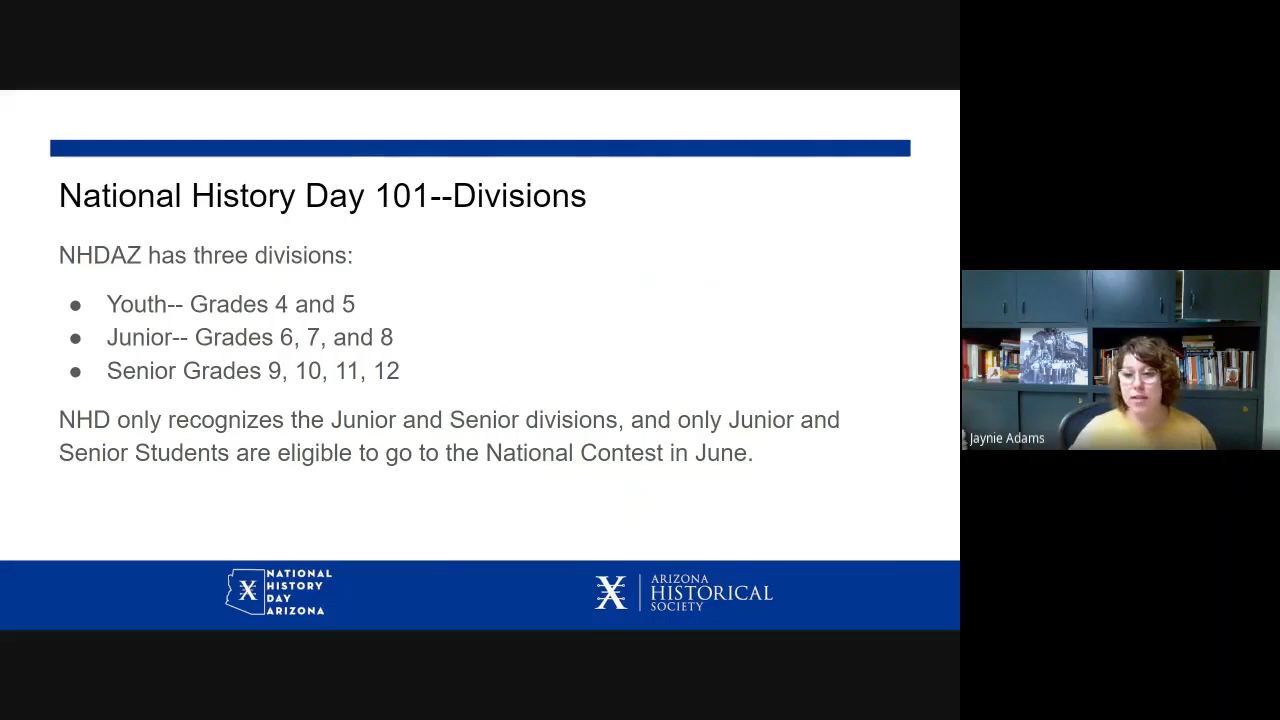 National History Day 101--Divisions
NHDAZ has three divisions:
● Youth-- Grades 4 and 5
● Junior-- Grades 6, 7, and 8
● Senior Grades 9, 10, 11, 12
NHD only recognizes the Junior and Senior divisions, and only Junior and
Senior Students are eligible to go to the National Contest in June.
Jaynie Adams
NATIONAL
HISTORY
DAY
ARIZONA
ARIZONA
HISTORICAL
SOCIETY